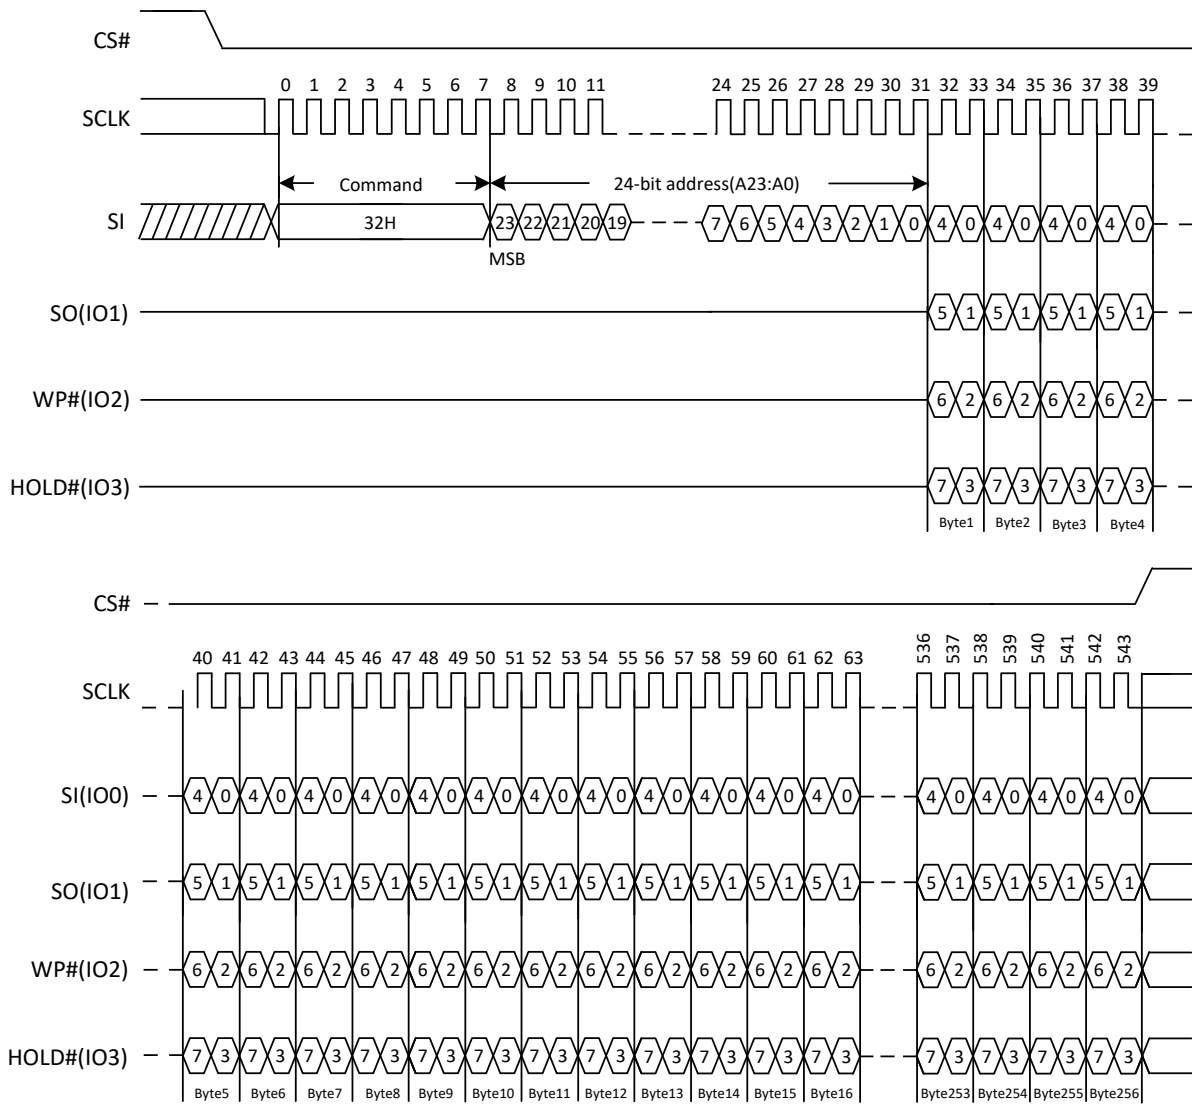 CS#
0 1 2 3 4 5 6 7 8 9 10 11 24 25 26 27 28 29 30 31 32 33 34 35 36 37 38 39
SCLK
Command 24-bit address(A23:A0)
SI 32H 23 22 21 20 19 7 6 5 4 3 2 1 0 4 0 4 0 4 0 4 0
MSB
SO(IO1) 5 1 5 1 5 1 5 1
WP#(IO2) 6 2 6 2 6 2 6 2
HOLD#(IO3) 7 3 7 3 7 3 7 3
Byte1 Byte2 Byte3 Byte4
CS#
40 41 42 43 44 45 46 47 48 49 50 51 52 53 54 55 56 57 58 59 60 61 62 63 536 537 538 539 540 541 542 543
SCLK
SI(IO0) 4 0 4 0 4 0 4 0 4 0 4 0 4 0 4 0 4 0 4 0 4 0 4 0 4 0 4 0 4 0 4 0
SO(IO1) 5 1 5 1 5 1 5 1 5 1 5 1 5 1 5 1 5 1 5 1 5 1 5 1 5 1 5 1 5 1 5 1
WP#(IO2) 6 2 6 2 6 2 6 2 6 2 6 2 6 2 6 2 6 2 6 2 6 2 6 2 6 2 6 2 6 2 6 2
HOLD#(IO3) 7 3 7 3 7 3 7 3 7 3 7 3 7 3 7 3 7 3 7 3 7 3 7 3 7 3 7 3 7 3 7 3
Byte5 Byte6 Byte7 Byte8 Byte9 Byte10 Byte11 Byte12 Byte13 Byte14 Byte15 Byte16 Byte253 Byte254 Byte255 Byte256